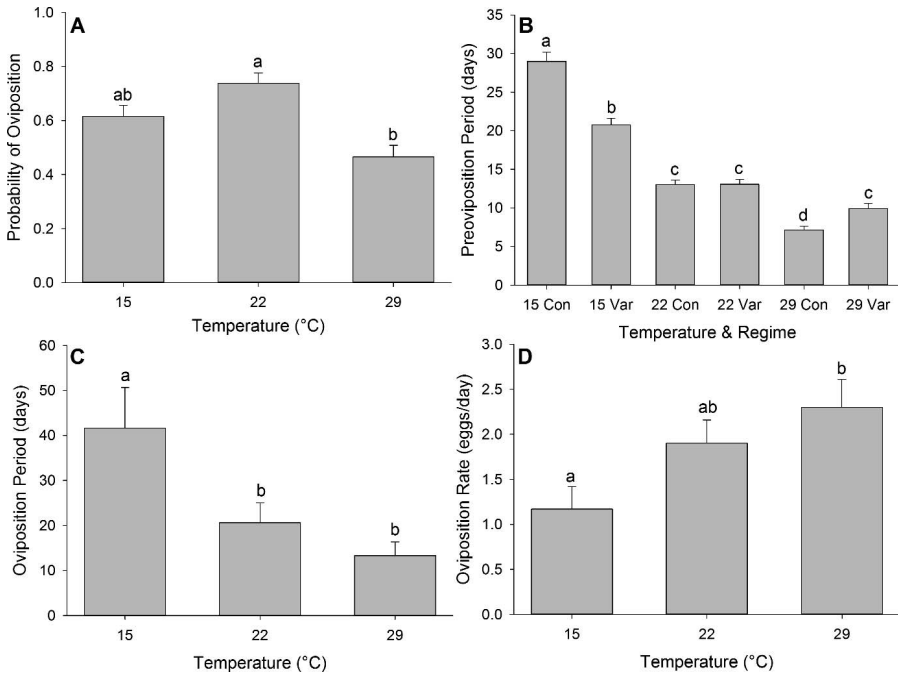 A
Probability of Oviposition
1.0
0.8
0.6
0.4
0.2
0.0
ab
a
b
15
22
29
Temperature (°C)
B
Preoviposition Period (days)
35
30
25
20
15
10
5
0
a
b
c
c
d
c
15 Con
15 Var
22 Con
22 Var
29 Con
29 Var
Temperature & Regime
C
Oviposition Period (days)
60
50
40
30
20
10
0
a
b
b
15
22
29
Temperature (°C)
D
Oviposition Rate (eggs/day)
3.0
2.5
2.0
1.5
1.0
0.5
0.0
a
ab
b
15
22
29
Temperature (°C)